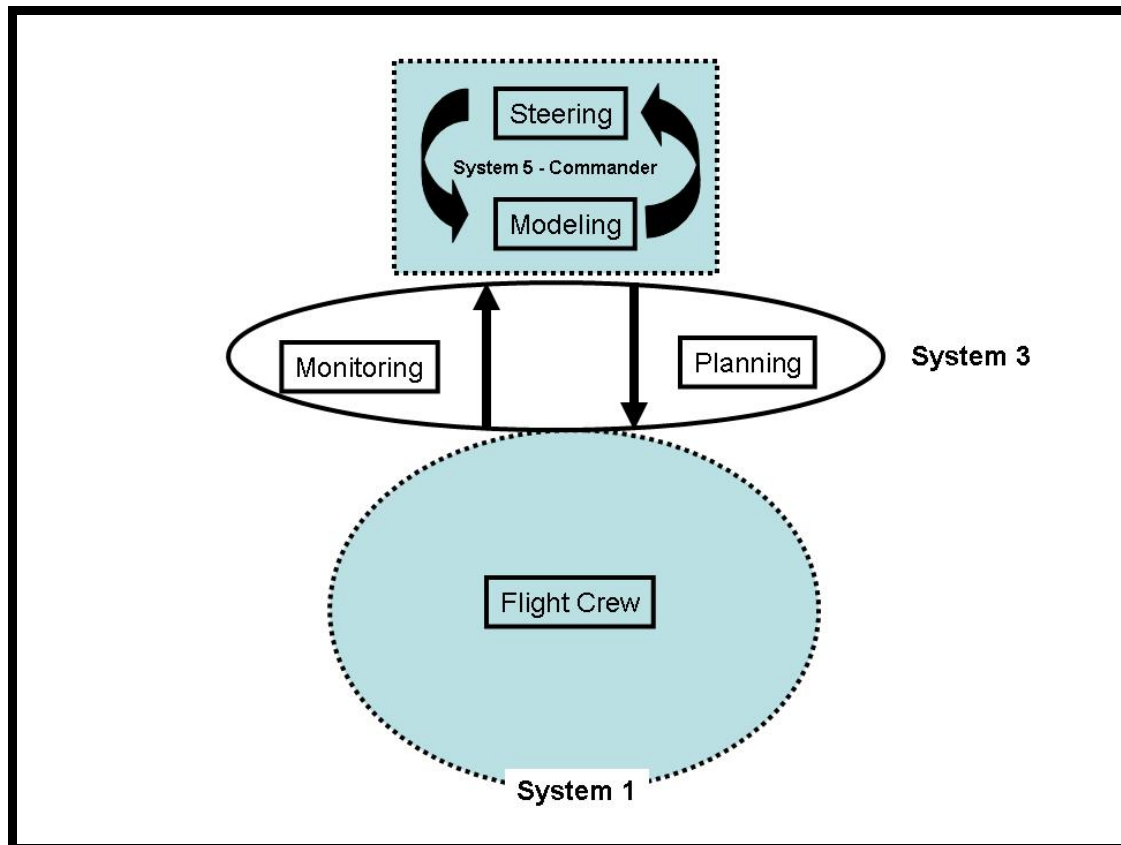 Steering
System 5 - Commander
Modeling
Monitoring
Planning
System 3
Flight Crew
System 1